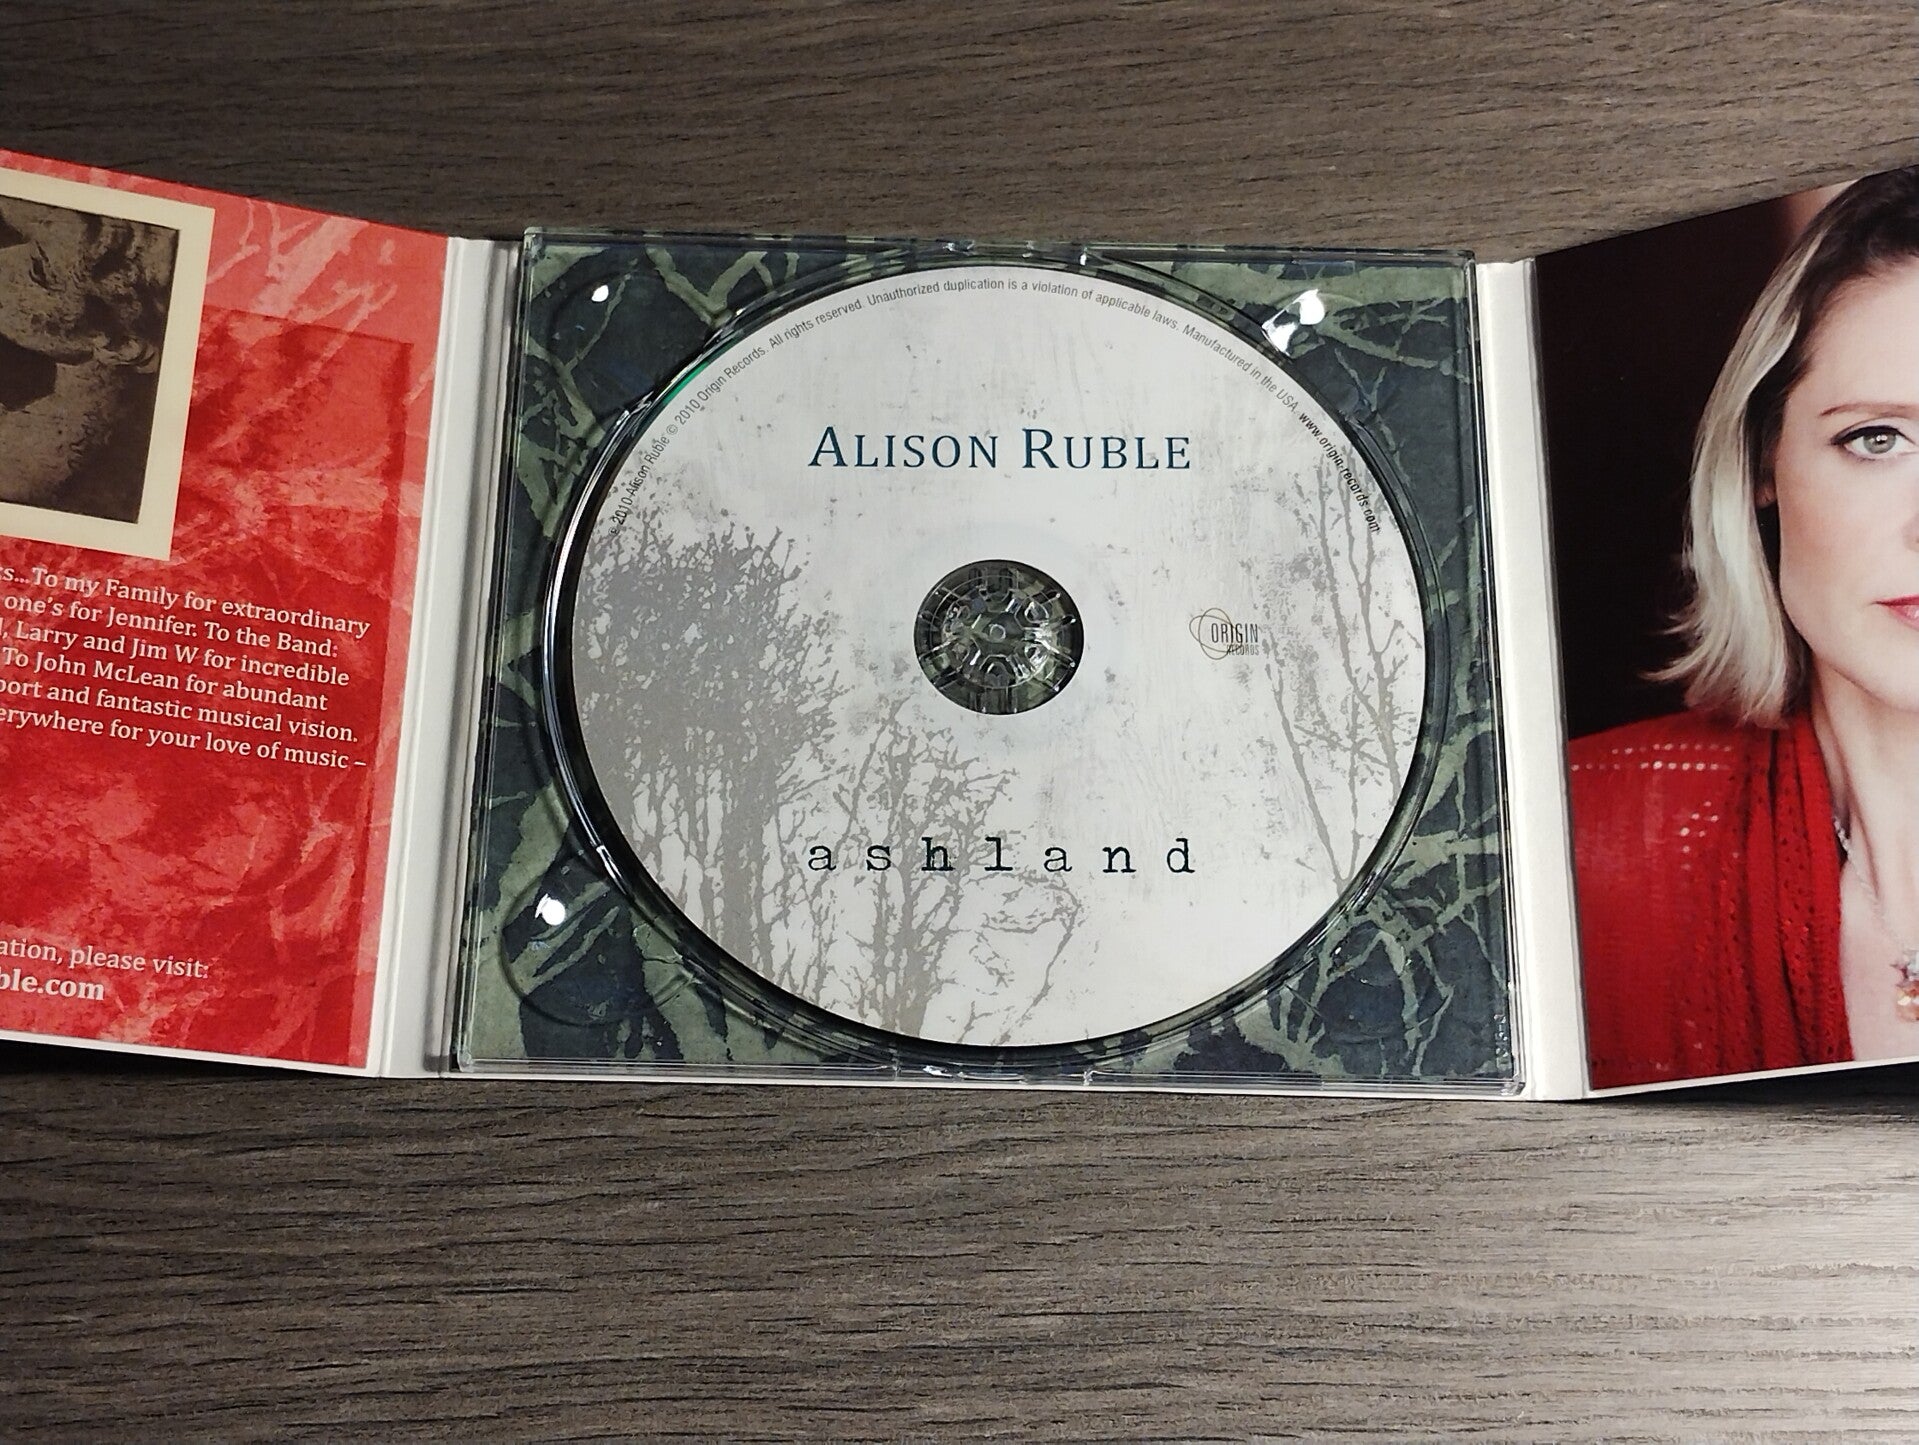 s...To my Family for extraordinary
one's for Jennifer. To the Band:
, Larry and Jim W for incredible
To John McLean for abundant
port and fantastic musical vision.
erywhere for your love of music –
ation, please visit:
ble.com
℗ 2010 Alison Ruble © 2010 Origin Records. All rights reserved. Unauthorized duplication is a violation of applicable laws. Manufactured in the USA. www.origin-records.com
ALISON RUBLE
ORIGIN
RECORDS
ashland